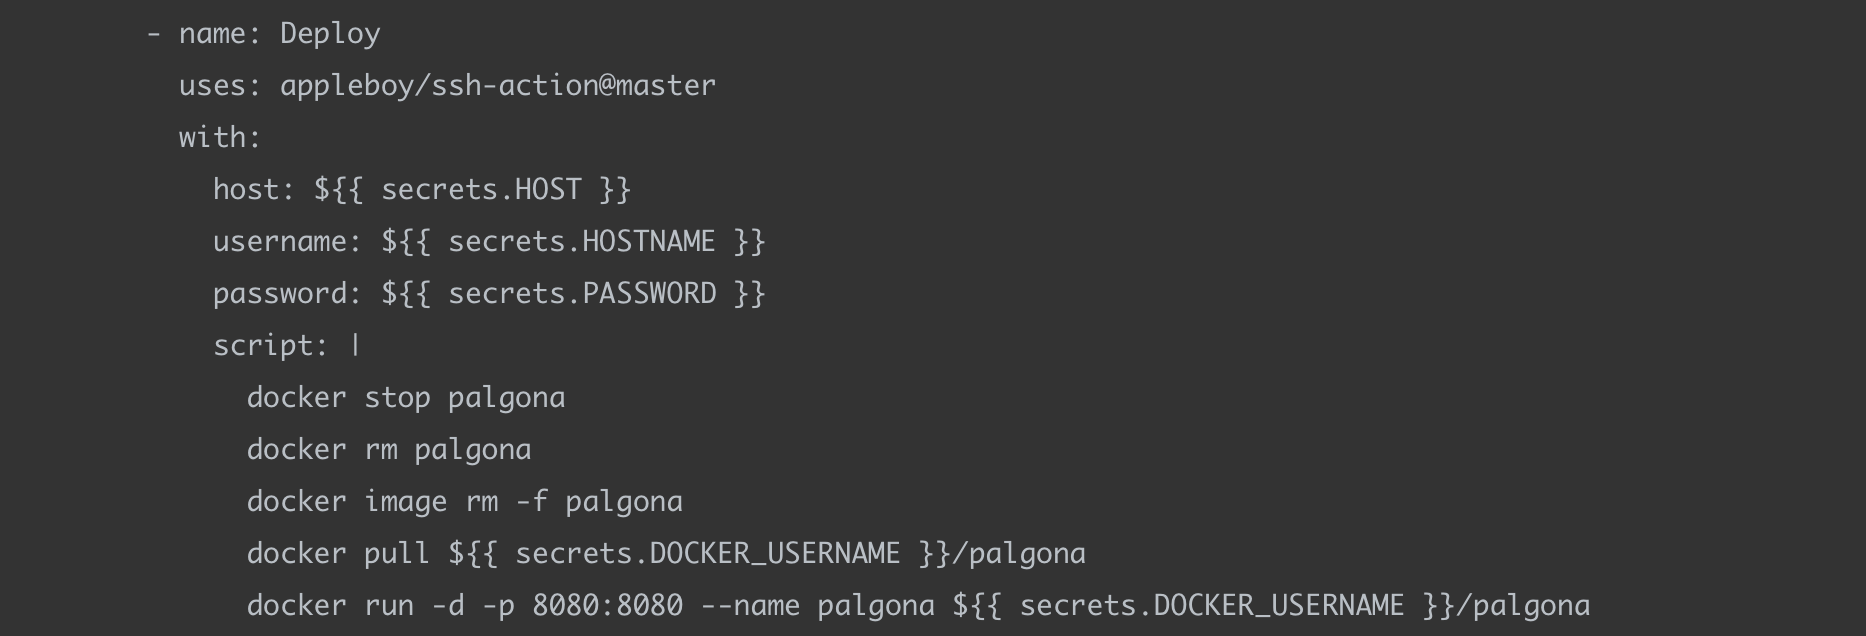 - name: Deploy
uses: appleboy/ssh-action@master
with:
host: ${{ secrets.HOST }}
username: ${{ secrets.HOSTNAME }}
password: ${{ secrets.PASSWORD }}
script: |
docker stop palgona
docker rm palgona
docker image rm -f palgona
docker pull ${{ secrets.DOCKER_USERNAME }}/palgona
docker run -d -p 8080:8080 --name palgona ${{ secrets.DOCKER_USERNAME }}/palgona